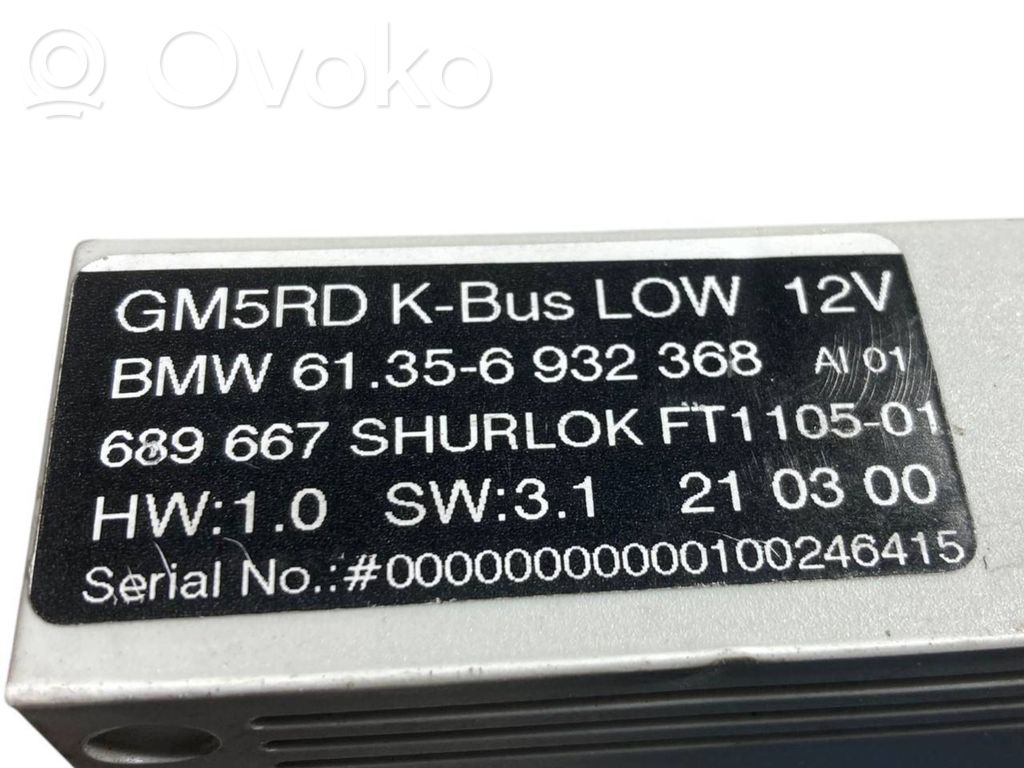 Ovoko
GM5RD K-Bus LOW 12V
BMW 61.35-6 932 368 AI 01
689 667 SHURLOK FT1105-01
HW:1.0 SW:3.1 21 03 00
Serial No.:#000000000000100246415
Ovoko